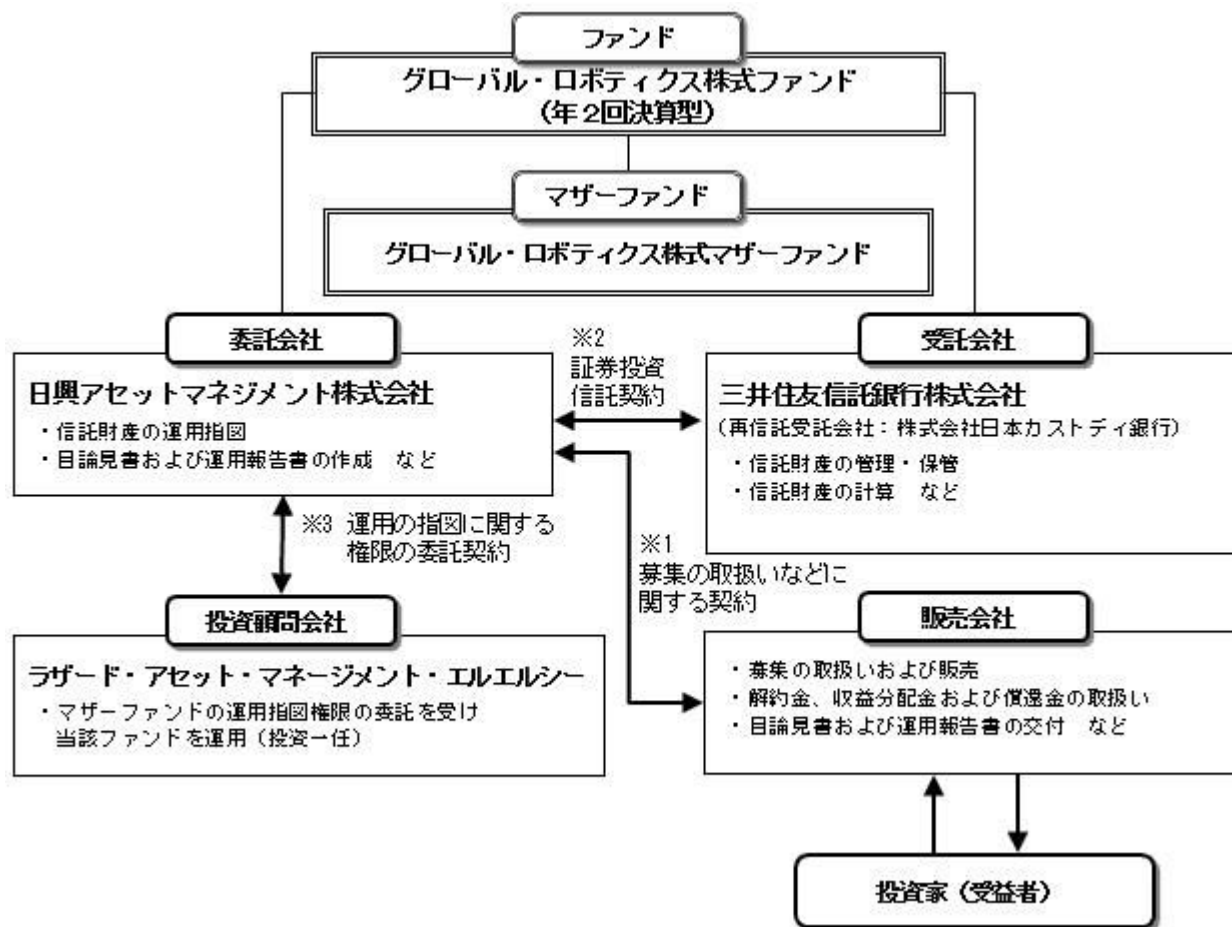 ファンド
グローバル・ロボティクス株式ファンド
（年２回決算型）
マザーファンド
グローバル・ロボティクス株式マザーファンド
委託会社
日興アセットマネジメント株式会社
・信託財産の運用指図
・目論見書および運用報告書の作成　など
※2
証券投資
信託契約
受託会社
三井住友信託銀行株式会社
（再信託受託会社：株式会社日本カストディ銀行）
・信託財産の管理・保管
・信託財産の計算　など
※3 運用の指図に関する
権限の委託契約
※1
募集の取扱いなどに
関する契約
投資顧問会社
ラザード・アセット・マネージメント・エルエルシー
・マザーファンドの運用指図権限の委託を受け
当該ファンドを運用（投資一任）
販売会社
・募集の取扱いおよび販売
・解約金、収益分配金および償還金の取扱い
・目論見書および運用報告書の交付　など
投資家（受益者）